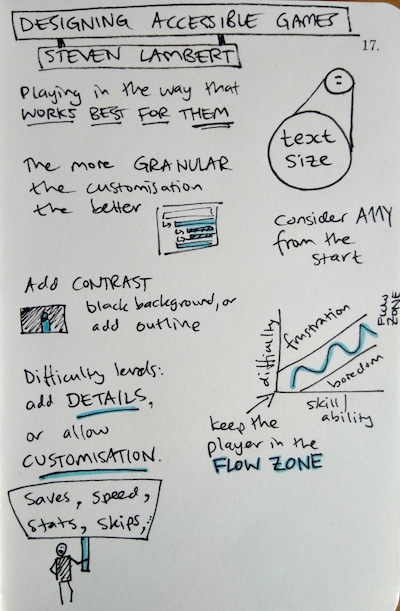 DESIGNING ACCESSIBLE GAMES
STEVEN LAMBERT
17.
Playing in the way that
WORKS BEST FOR THEM
text
size
The more GRANULAR
the customisation
the better
Consider A11Y
from the
start
Add CONTRAST
black background, or
add outline
difficulty
frustration
FLOW
ZONE
boredom
skill/
ability
Difficulty levels:
add DETAILS,
or allow
CUSTOMISATION.
keep the
player in the
FLOW ZONE
saves, speed,
stats, skips,